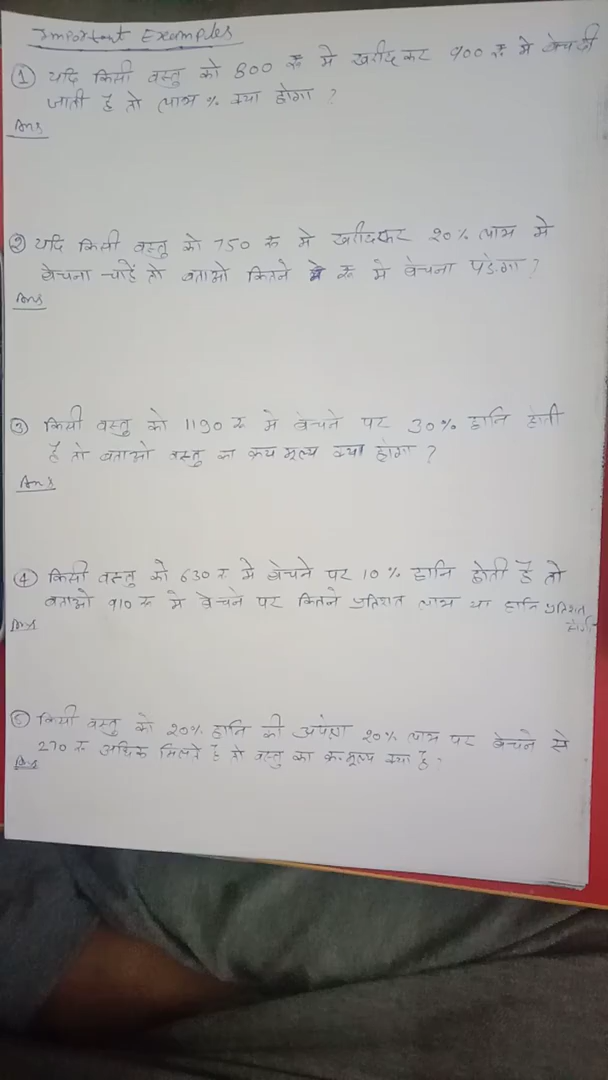 Important Examples
① यदि किसी वस्तु को 800 रू मे खरीदकर 900 रू मे बेच दी
जाती है तो लाभ % क्या होगा ?
Ans
② यदि किसी वस्तु को 750 रू मे खरीदकर 20% लाभ मे
बेचना चाहें तो बताओ कितने रू मे बेचना पडे़गा ?
Ans
③ किसी वस्तु को 1190 रू मे बेचने पर 30% हानि होती
है तो बताओ वस्तु का क्रय मूल्य क्या होगा ?
Ans
④ किसी वस्तु को 630 रू मे बेचने पर 10% हानि होती है तो
बताओ 910 रू मे बेचने पर कितने प्रतिशत लाभ या हानि प्रतिशत
Ans
⑤ किसी वस्तु को 20% हानि की अपेक्षा 20% लाभ पर बेचने से
270 रू अधिक मिलते है तो वस्तु का क्र.मूल्य क्या है ?
Ans